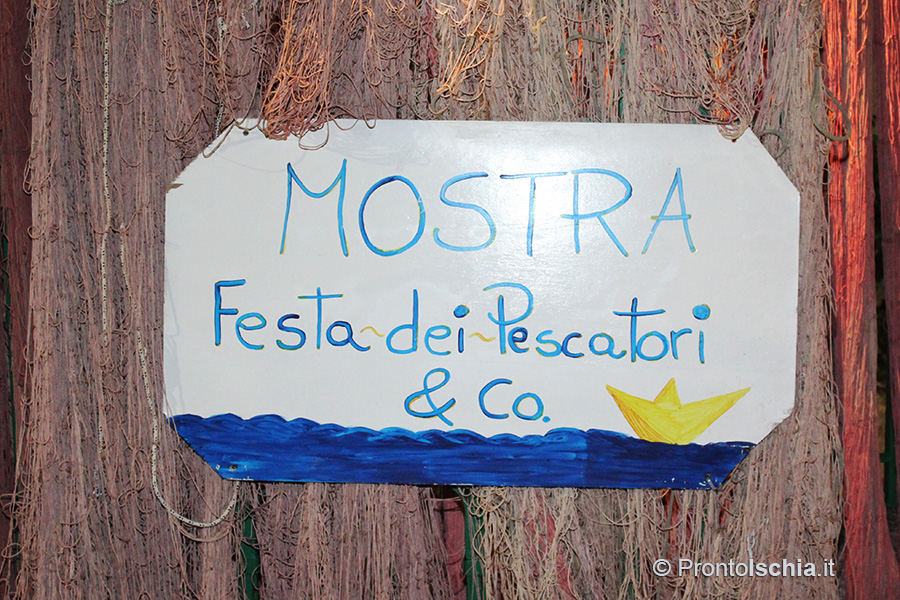 MOSTRA
Festa~dei~Pescatori
& Co.
© ProntoIschia.it